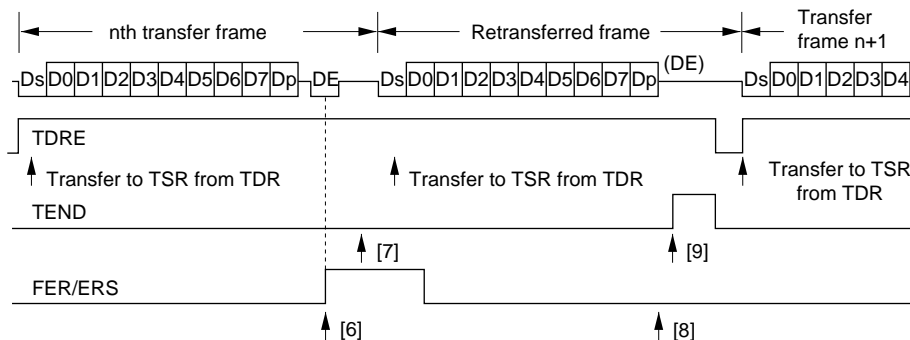 nth transfer frame
Retransferred frame
Transfer
frame n+1
Ds D0 D1 D2 D3 D4 D5 D6 D7 Dp DE
Ds D0 D1 D2 D3 D4 D5 D6 D7 Dp (DE)
Ds D0 D1 D2 D3 D4
TDRE
Transfer to TSR from TDR
Transfer to TSR from TDR
Transfer to TSR
from TDR
TEND
[7]
[9]
FER/ERS
[6]
[8]